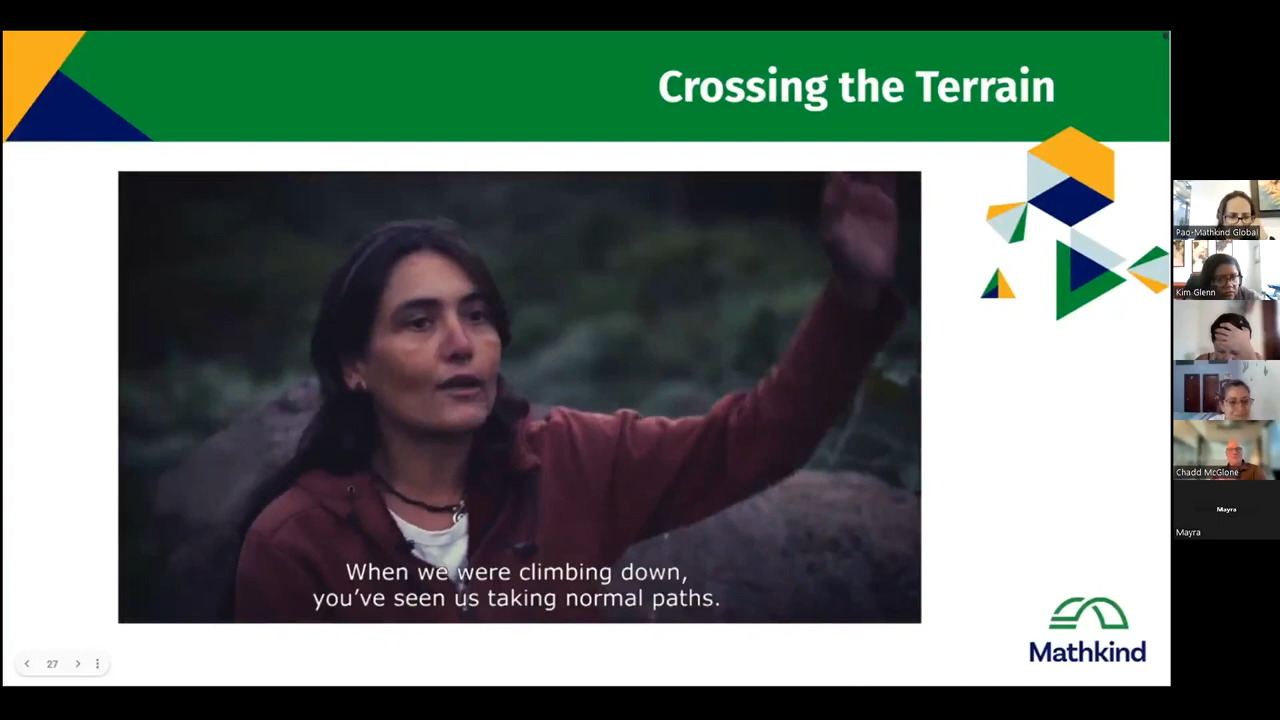 Crossing the Terrain
When we were climbing down,
you've seen us taking normal paths.
27
Mathkind
Pao-Mathkind Global
Kim Glenn
Chadd McGlone
Mayra
Mayra